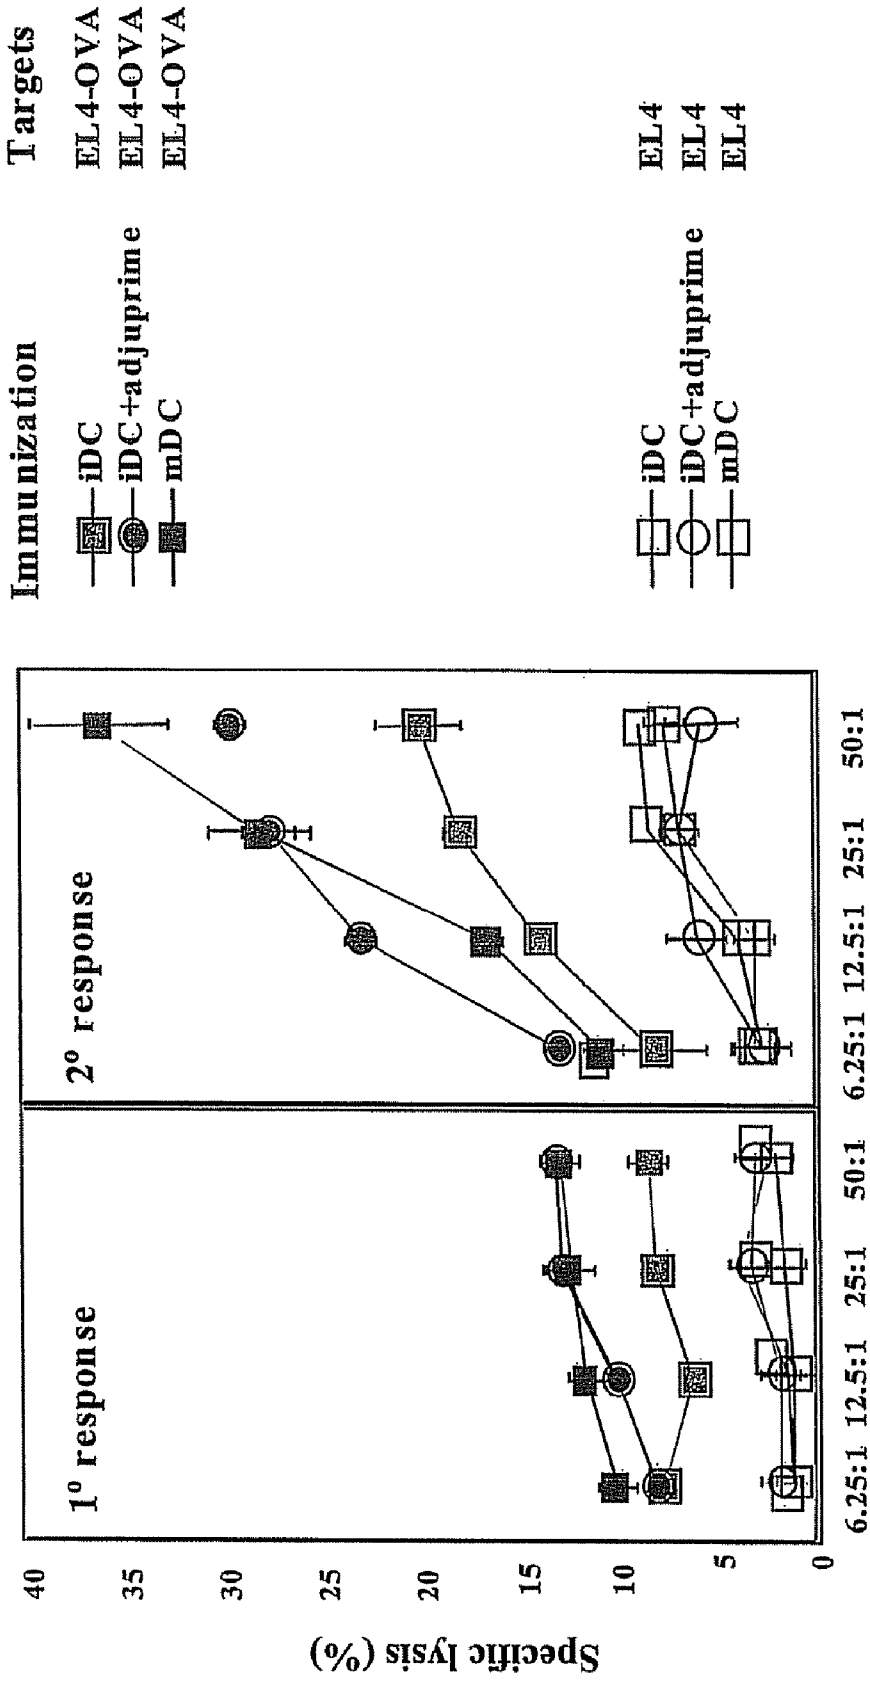 Immunization Targets
iDC EL4-OVA
iDC+adjuprime EL4-OVA
mDC EL4-OVA
iDC EL4
iDC+adjuprime EL4
mDC EL4
1º response
2º response
Specific lysis (%)
40
35
30
25
20
15
10
5
0
6.25:1 12.5:1 25:1 50:1 6.25:1 12.5:1 25:1 50:1